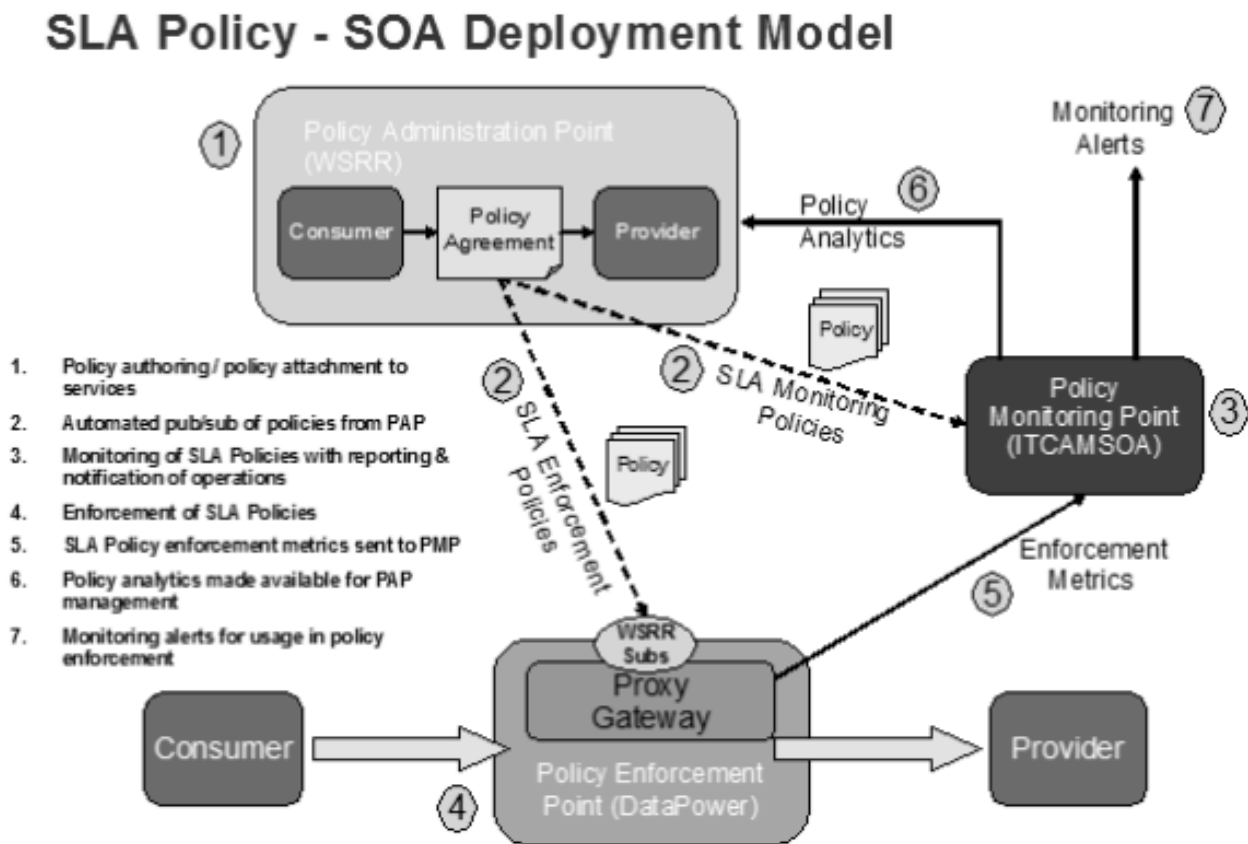 SLA Policy - SOA Deployment Model
1
Policy Administration Point
(WSRR)
Consumer
Policy
Agreement
Provider
Monitoring
Alerts
7
6
Policy
Analytics
Policy
2
SLA Monitoring
Policies
2
SLA Enforcement
Policies
Policy
Policy
Monitoring Point
(ITCAMSOA)
3
1. Policy authoring / policy attachment to
services
2. Automated pub/sub of policies from PAP
3. Monitoring of SLA Policies with reporting &
notification of operations
4. Enforcement of SLA Policies
5. SLA Policy enforcement metrics sent to PMP
6. Policy analytics made available for PAP
management
7. Monitoring alerts for usage in policy
enforcement
Enforcement
Metrics
5
WSRR
Subs
Proxy
Gateway
Consumer
Policy Enforcement
Point (DataPower)
4
Provider